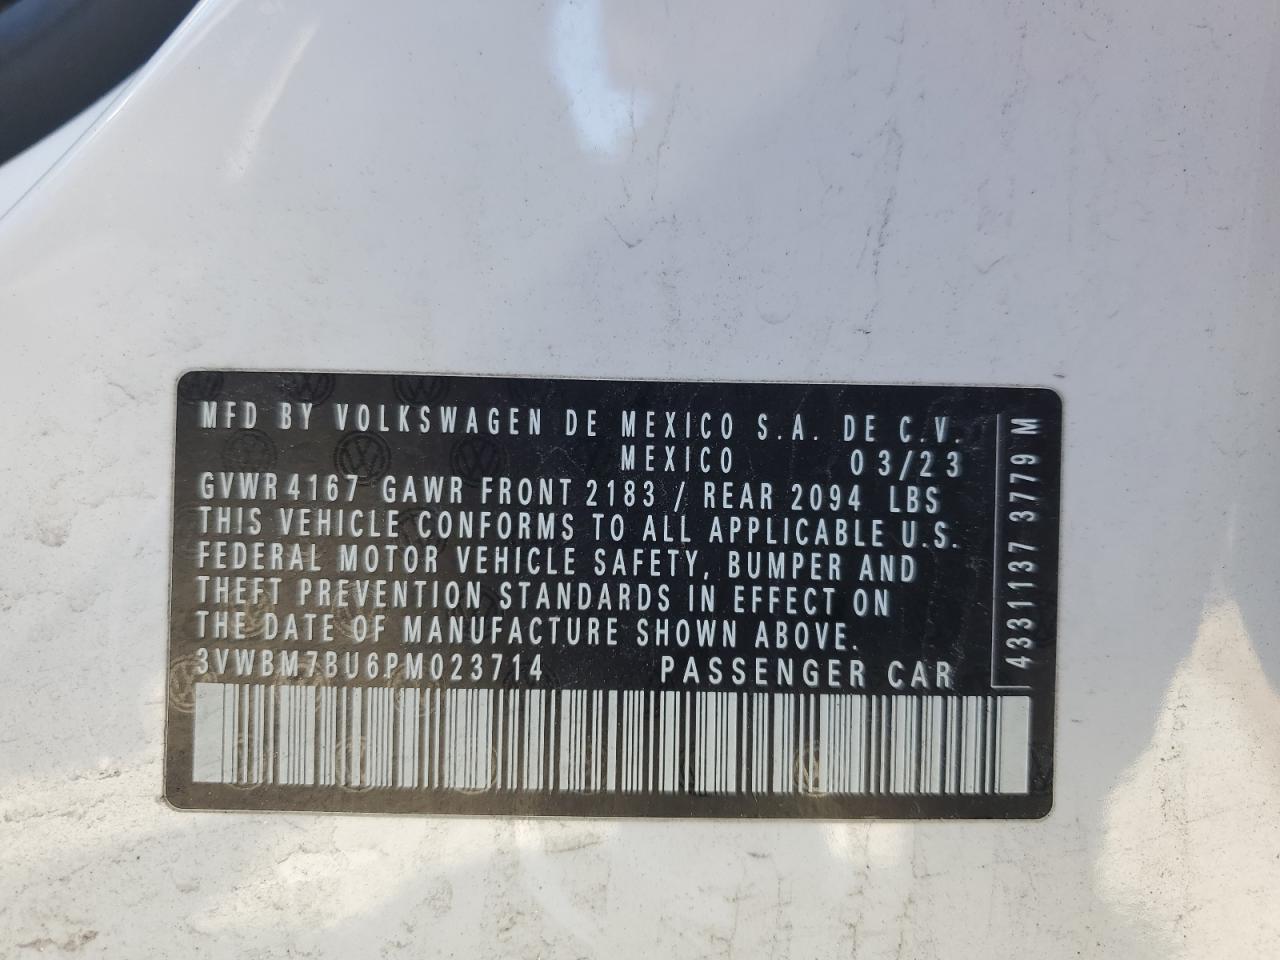 MFD BY VOLKSWAGEN DE MEXICO S.A. DE C.V.
MEXICO 03/23
GVWR 4167 GAWR FRONT 2183 / REAR 2094 LBS
THIS VEHICLE CONFORMS TO ALL APPLICABLE U.S.
FEDERAL MOTOR VEHICLE SAFETY, BUMPER AND
THEFT PREVENTION STANDARDS IN EFFECT ON
THE DATE OF MANUFACTURE SHOWN ABOVE.
3VWBM7BU6PM023714 PASSENGER CAR
4331137 3779 M